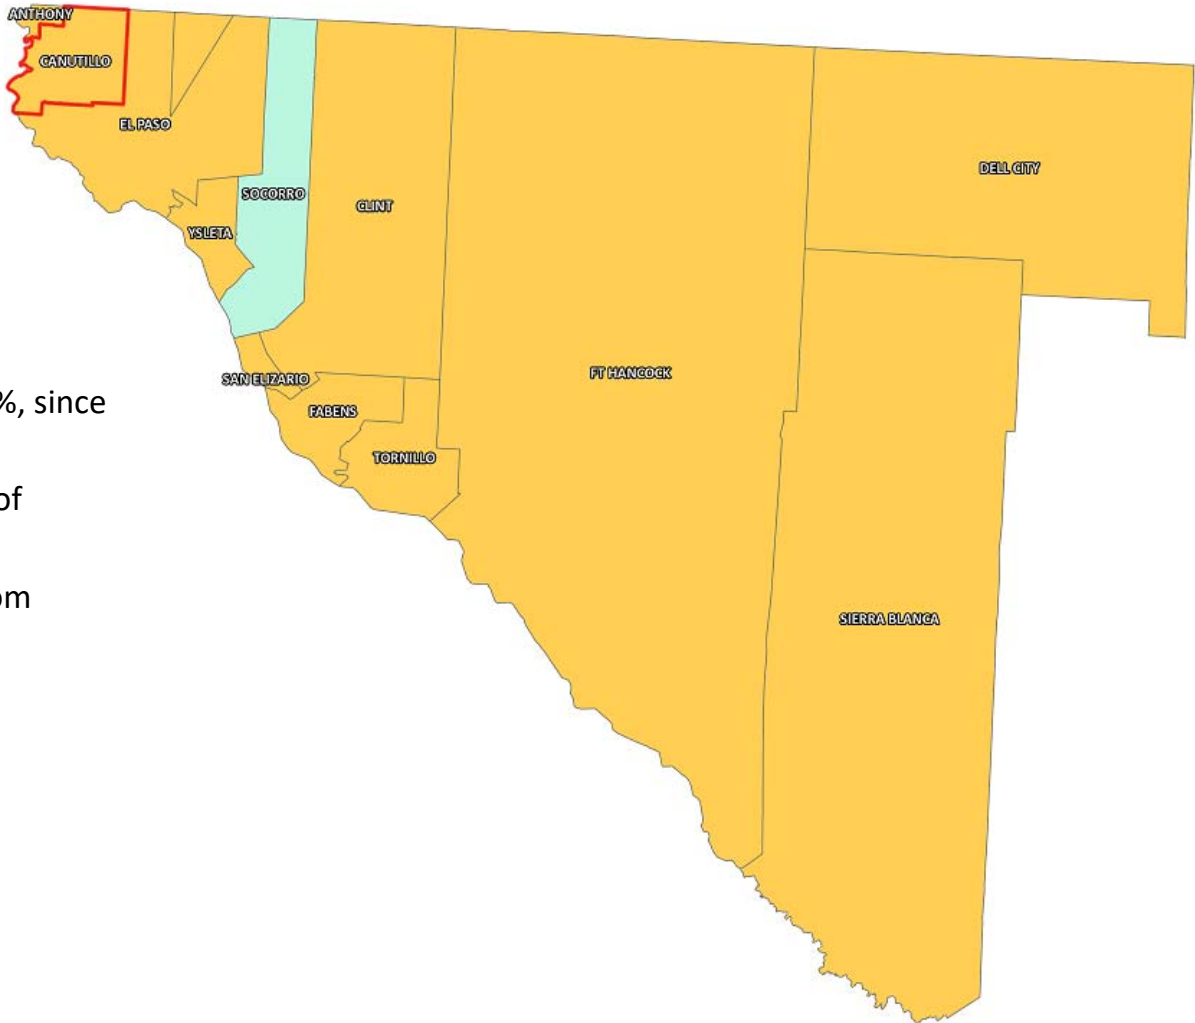 ANTHONY
CANUTILLO
EL PASO
SOCORRO
DELL CITY
CLINT
YSLETA
FT HANCOCK
SAN ELIZARIO
%, since
FABENS
TORNILLO
of
om
SIERRA BLANCA